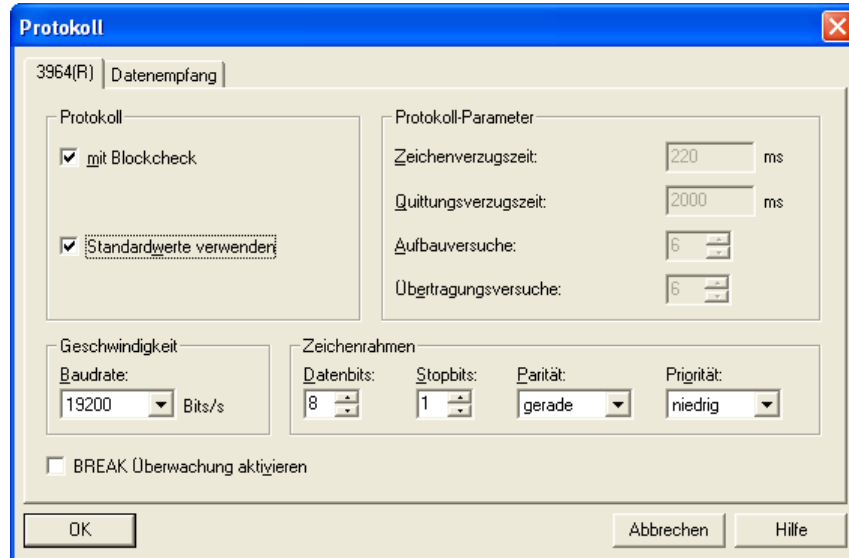 Protokoll
3964(R) Datenempfang
Protokoll
mit Blockcheck
Standardwerte verwenden
Protokoll-Parameter
Zeichenverzugszeit: 220 ms
Quittungsverzugszeit: 2000 ms
Aufbauversuche: 6
Übertragungsversuche: 6
Geschwindigkeit
Baudrate:
19200 Bits/s
Zeichenrahmen
Datenbits: Stopbits: Parität: Priorität:
8 1 gerade niedrig
BREAK Überwachung aktivieren
OK Abbrechen Hilfe